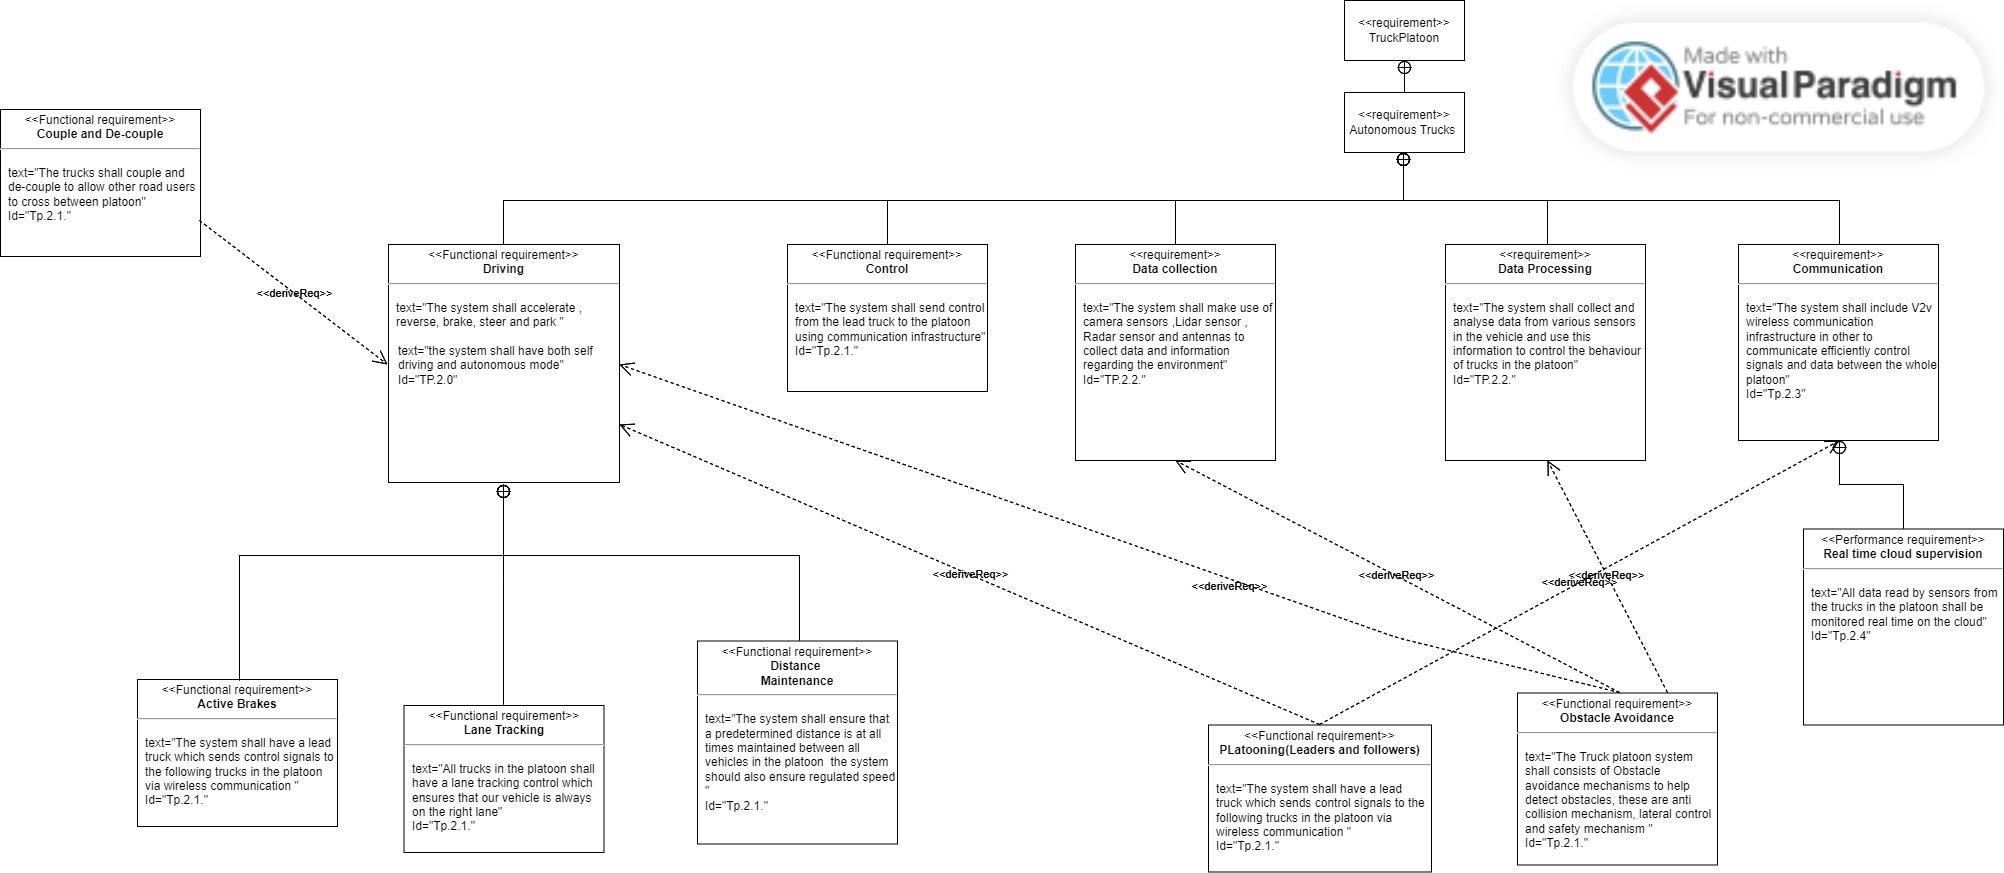 <<requirement>>
TruckPlatoon
Made with
Visual Paradigm
For non-commercial use
<<requirement>>
Autonomous Trucks
<<Functional requirement>>
Couple and De-couple
text="The trucks shall couple and
de-couple to allow other road users
to cross between platoon"
Id="Tp.2.1."
<<deriveReq>>
<<Functional requirement>>
Driving
text="The system shall accelerate ,
reverse, brake, steer and park "
text="the system shall have both self
driving and autonomous mode"
Id="TP.2.0"
<<Functional requirement>>
Control
text="The system shall send control
from the lead truck to the platoon
using communication infrastructure"
Id="Tp.2.1."
<<requirement>>
Data collection
text="The system shall make use of
camera sensors ,Lidar sensor ,
Radar sensor and antennas to
collect data and information
regarding the environment"
Id="TP.2.2."
<<requirement>>
Data Processing
text="The system shall collect and
analyse data from various sensors
in the vehicle and use this
information to control the behaviour
of trucks in the platoon"
Id="TP.2.2."
<<requirement>>
Communication
text="The system shall include V2v
wireless communication
infrastructure in other to
communicate efficiently control
signals and data between the whole
platoon"
Id="Tp.2.3"
<<deriveReq>>
<<deriveReq>>
<<deriveReq>>
<<deriveReq>>
<<deriveReq>>
<<Performance requirement>>
Real time cloud supervision
text="All data read by sensors from
the trucks in the platoon shall be
monitored real time on the cloud"
Id="Tp.2.4"
<<Functional requirement>>
Active Brakes
text="The system shall have a lead
truck which sends control signals to
the following trucks in the platoon
via wireless communication "
Id="Tp.2.1."
<<Functional requirement>>
Lane Tracking
text="All trucks in the platoon shall
have a lane tracking control which
ensures that our vehicle is always
on the right lane"
Id="Tp.2.1."
<<Functional requirement>>
Distance
Maintenance
text="The system shall ensure that
a predetermined distance is at all
times maintained between all
vehicles in the platoon  the system
should also ensure regulated speed
"
Id="Tp.2.1."
<<Functional requirement>>
PLatooning(Leaders and followers)
text="The system shall have a lead
truck which sends control signals to the
following trucks in the platoon via
wireless communication "
Id="Tp.2.1."
<<Functional requirement>>
Obstacle Avoidance
text="The Truck platoon system
shall consists of Obstacle
avoidance mechanisms to help
detect obstacles, these are anti
collision mechanism, lateral control
and safety mechanism "
Id="Tp.2.1."